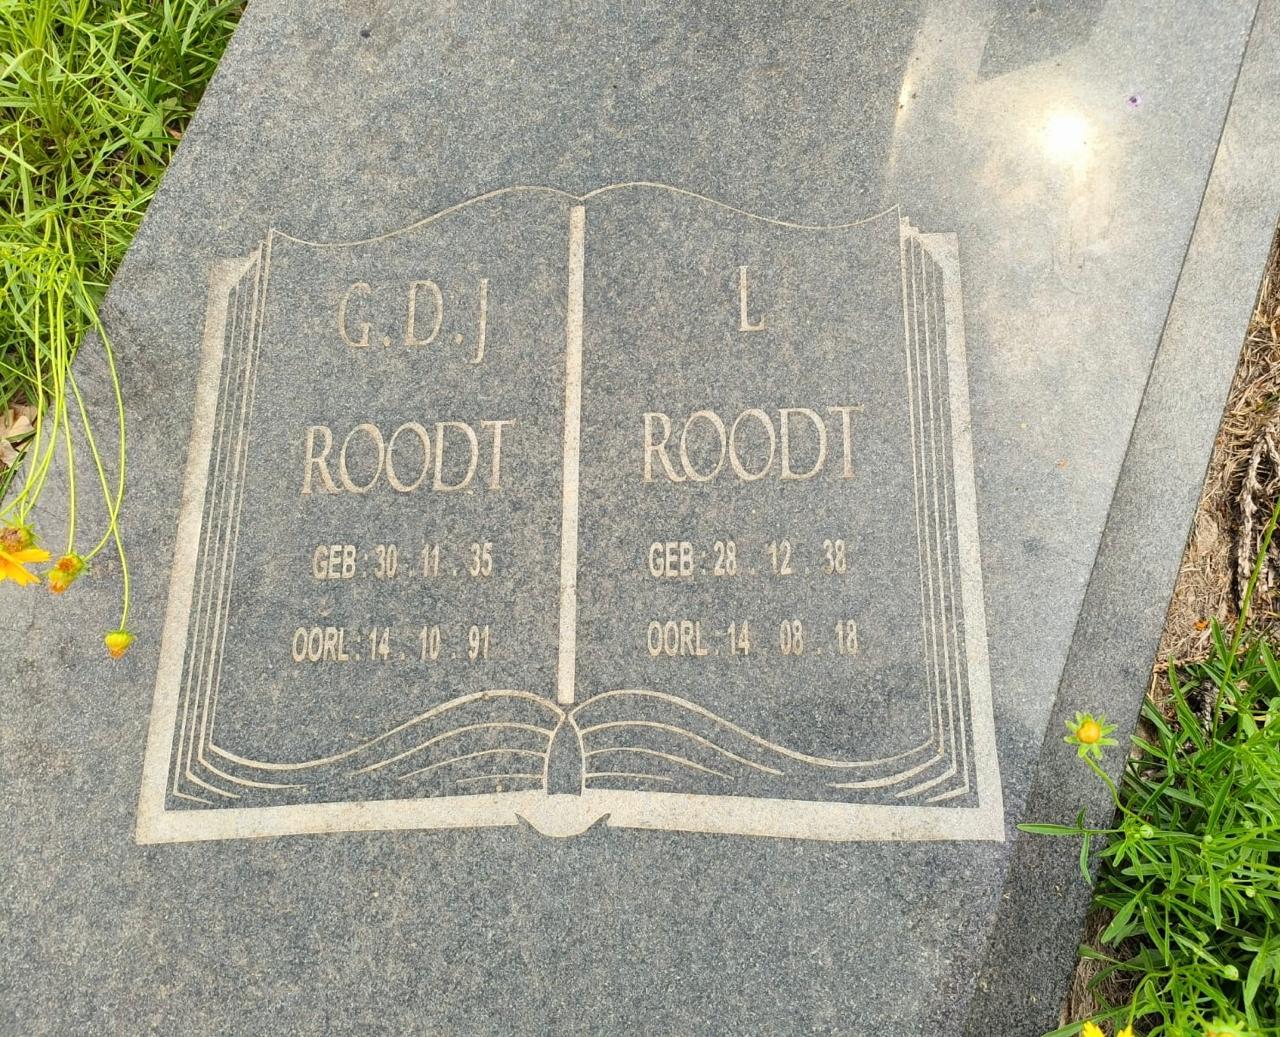 G.D.J
ROODT
GEB : 30 . 11 . 35
OORL : 14 . 10 . 91
L
ROODT
GEB : 28 12 . 38
OORL : 14 08 . 18